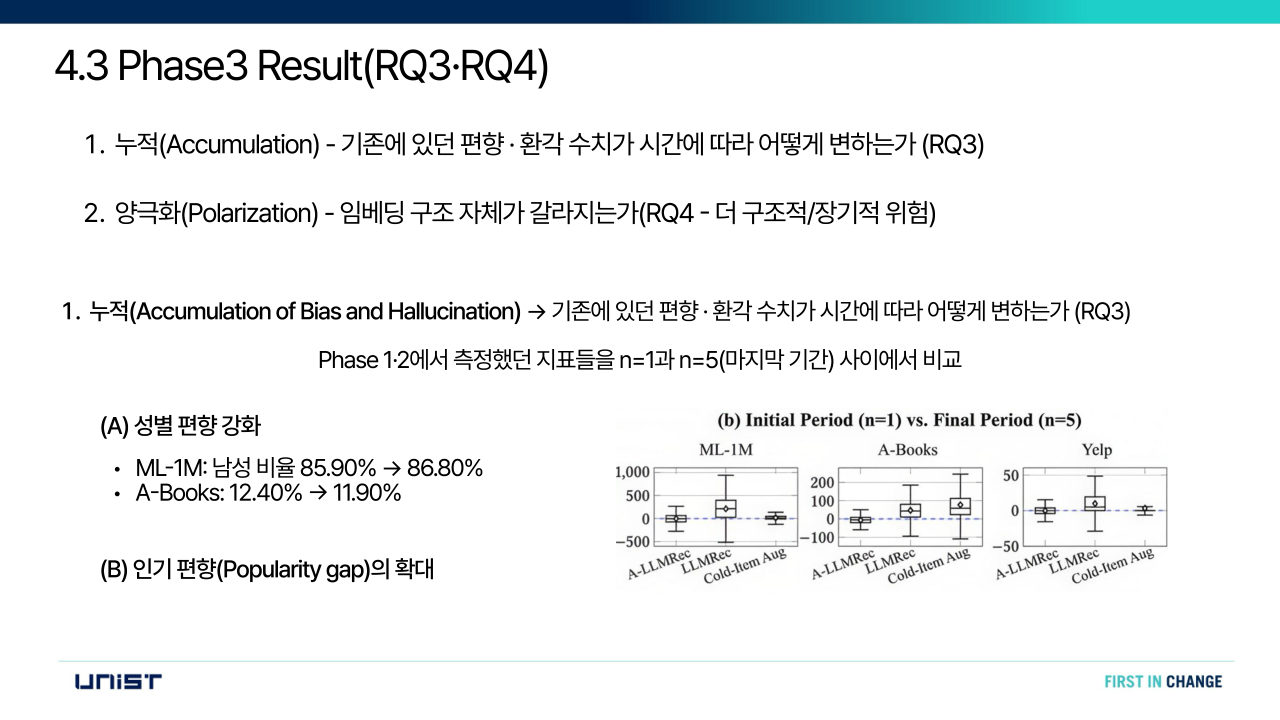 4.3 Phase3 Result(RQ3·RQ4)
1. 누적(Accumulation) - 기존에 있던 편향 · 환각 수치가 시간에 따라 어떻게 변하는가 (RQ3)
2. 양극화(Polarization) - 임베딩 구조 자체가 갈라지는가(RQ4 - 더 구조적/장기적 위험)
1. 누적(Accumulation of Bias and Hallucination) → 기존에 있던 편향 · 환각 수치가 시간에 따라 어떻게 변하는가 (RQ3)
Phase 1·2에서 측정했던 지표들을 n=1과 n=5(마지막 기간) 사이에서 비교
(A) 성별 편향 강화
• ML-1M: 남성 비율 85.90% → 86.80%
• A-Books: 12.40% → 11.90%
(B) 인기 편향(Popularity gap)의 확대
(b) Initial Period (n=1) vs. Final Period (n=5)
ML-1M
1,000
500
0
−500
A-LLMRec
LLMRec
Cold-Item Aug
A-Books
200
100
0
−100
A-LLMRec
LLMRec
Cold-Item Aug
Yelp
50
0
−50
A-LLMRec
LLMRec
Cold-Item Aug
UNIST
FIRST IN CHANGE